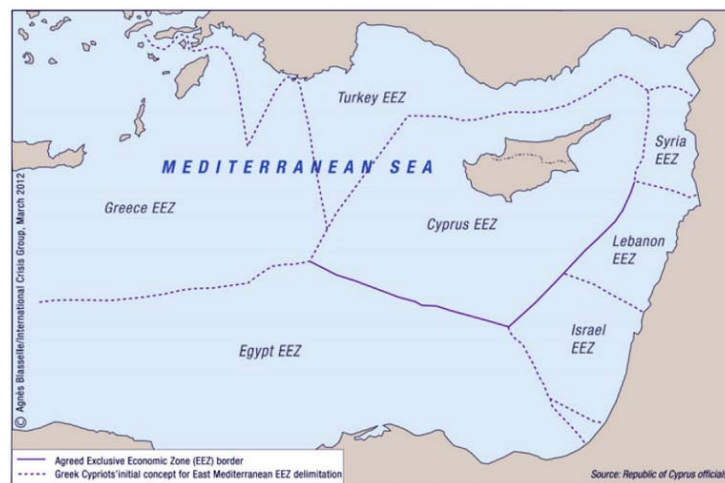 Turkey EEZ
MEDITERRANEAN SEA
Syria
EEZ
Greece EEZ
Cyprus EEZ
Lebanon
EEZ
Israel
EEZ
Egypt EEZ
© Agnès Blasselle/International Crisis Group, March 2012
Agreed Exclusive Economic Zone (EEZ) border
Greek Cypriots'initial concept for East Mediterranean EEZ delimitation
Source: Republic of Cyprus officials